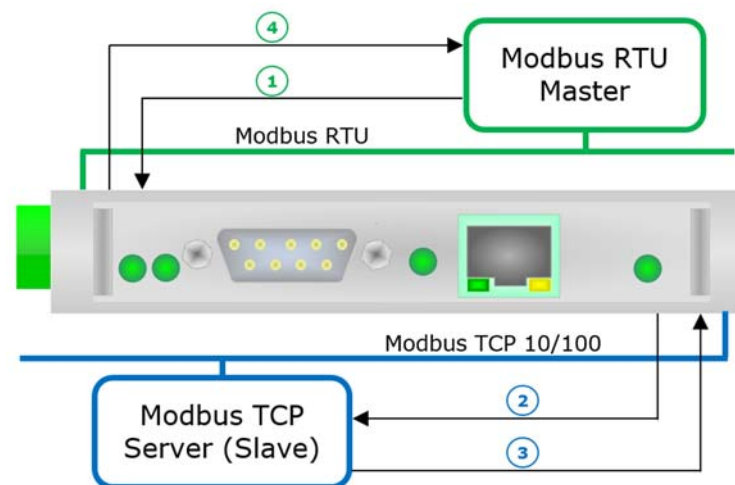 4
Modbus RTU
Master
1
Modbus RTU
Modbus TCP 10/100
Modbus TCP
Server (Slave)
2
3